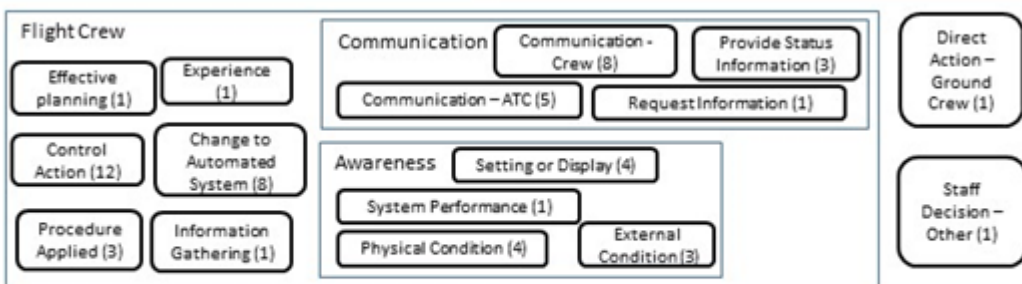 Flight Crew
Effective
planning (1)
Experience
(1)
Control
Action (12)
Change to
Automated
System (8)
Procedure
Applied (3)
Information
Gathering (1)
Communication
Communication -
Crew (8)
Provide Status
Information (3)
Communication – ATC (5)
Request Information (1)
Awareness
Setting or Display (4)
System Performance (1)
Physical Condition (4)
External
Condition (3)
Direct
Action –
Ground
Crew (1)
Staff
Decision –
Other (1)